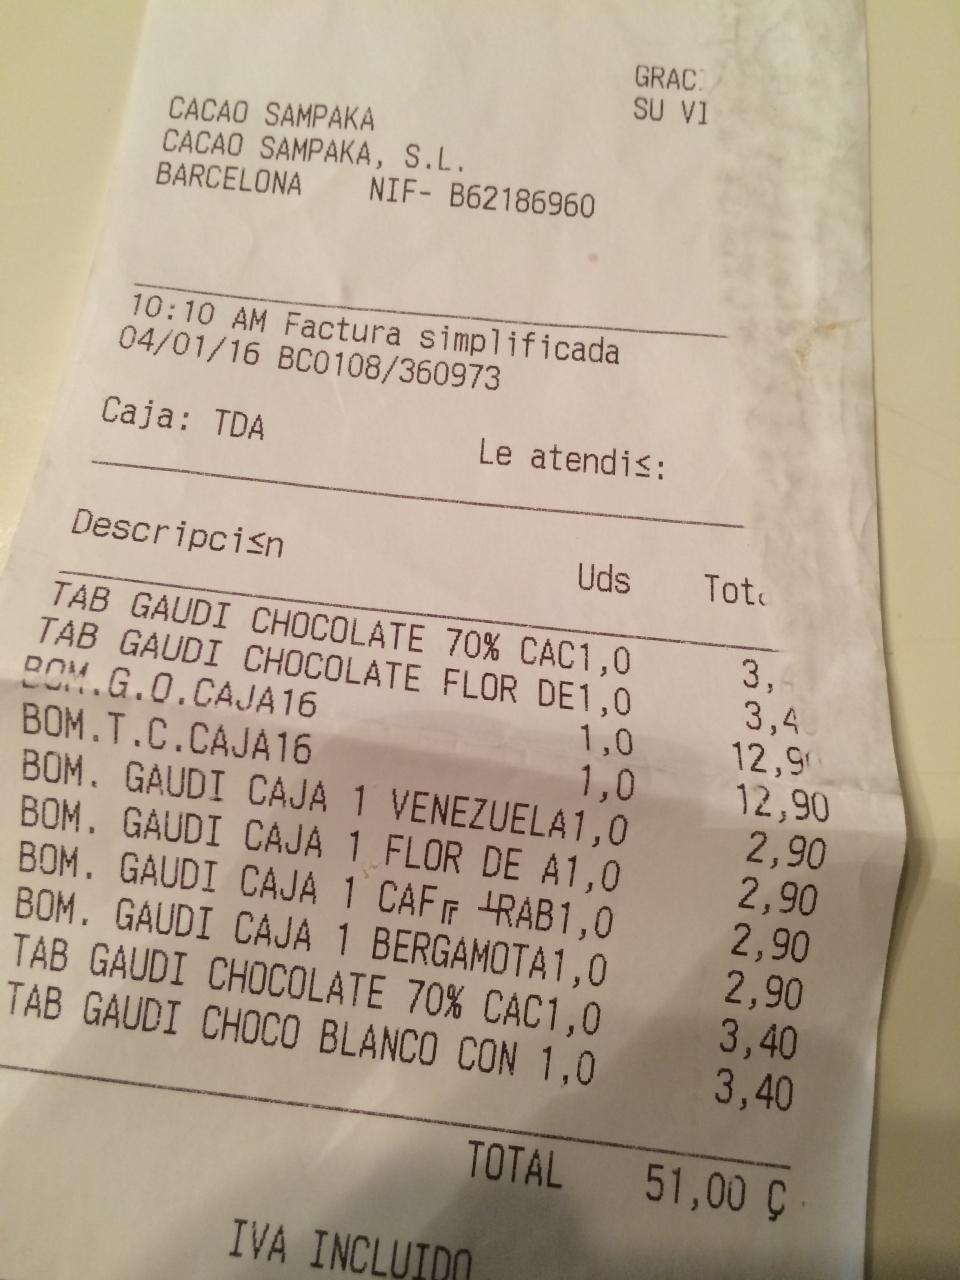 GRAC
SU VI
CACAO SAMPAKA
CACAO SAMPAKA, S.L.
BARCELONA NIF- B62186960
10:10 AM Factura simplificada
04/01/16 BC0108/360973
Caja: TDA
Le atendi≤:
Descripci≤n Uds Tot
TAB GAUDI CHOCOLATE 70% CAC1,0 3,
TAB GAUDI CHOCOLATE FLOR DE1,0 3,4
BOM.G.O.CAJA16 1,0 12,9
BOM.T.C.CAJA16 1,0 12,90
BOM. GAUDI CAJA 1 VENEZUELA1,0 2,90
BOM. GAUDI CAJA 1 FLOR DE A1,0 2,90
BOM. GAUDI CAJA 1 CAF╔ ┴RAB1,0 2,90
BOM. GAUDI CAJA 1 BERGAMOTA1,0 2,90
TAB GAUDI CHOCOLATE 70% CAC1,0 3,40
TAB GAUDI CHOCO BLANCO CON 1,0 3,40
TOTAL 51,00 Ç
IVA INCLUIDO